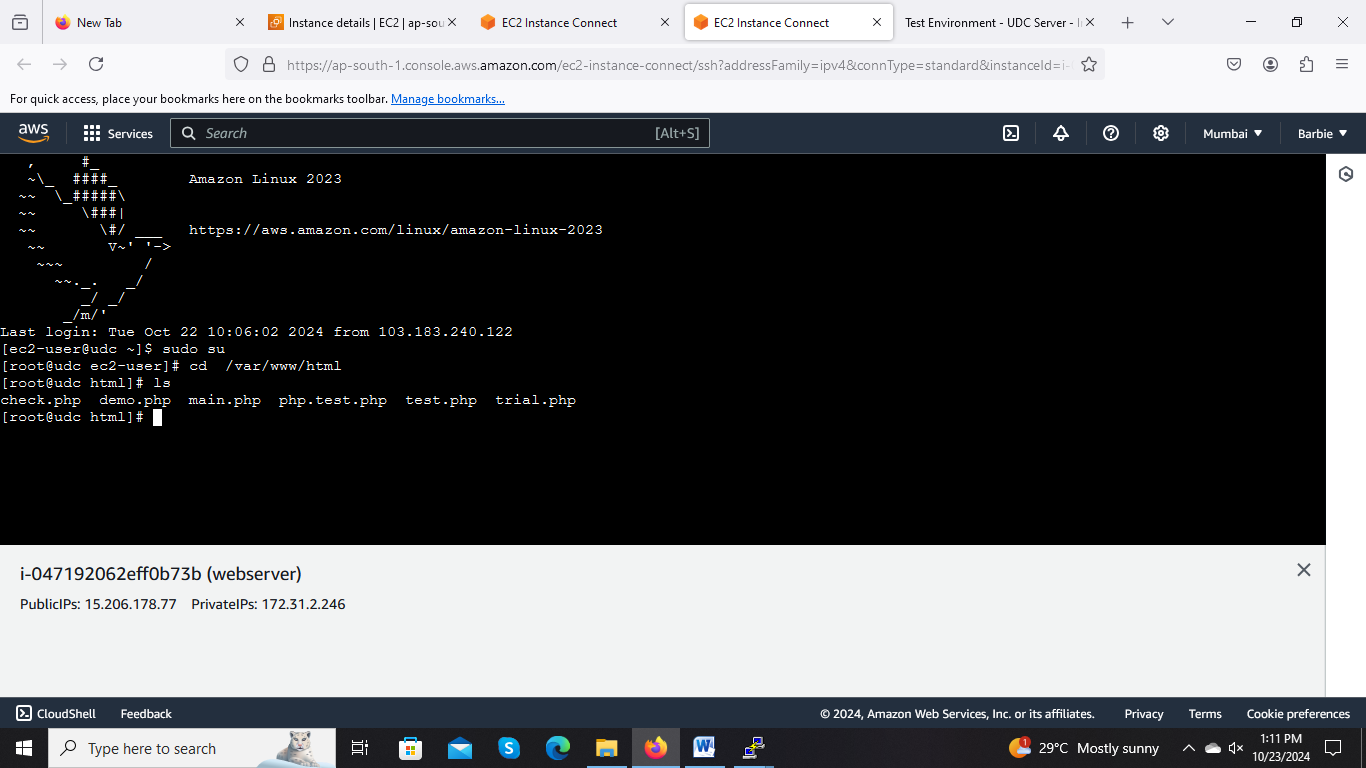 New Tab
Instance details | EC2 | ap-sou
EC2 Instance Connect
EC2 Instance Connect
Test Environment - UDC Server -
https://ap-south-1.console.aws.amazon.com/ec2-instance-connect/ssh?addressFamily=ipv4&connType=standard&instanceId=i-
For quick access, place your bookmarks here on the bookmarks toolbar. Manage bookmarks...
aws Services Search [Alt+S] Mumbai Barbie
   ,     #_
   ~\_  ####_        Amazon Linux 2023
  ~~  \_#####\
  ~~     \###|
  ~~       \#/ ___   https://aws.amazon.com/linux/amazon-linux-2023
   ~~       V~' '->
    ~~~         /
      ~~._.   _/
         _/ _/
       _/m/'
Last login: Tue Oct 22 10:06:02 2024 from 103.183.240.122
[ec2-user@udc ~]$ sudo su
[root@udc ec2-user]# cd  /var/www/html
[root@udc html]# ls
check.php  demo.php  main.php  php.test.php  test.php  trial.php
[root@udc html]#
i-047192062eff0b73b (webserver)
PublicIPs: 15.206.178.77 PrivateIPs: 172.31.2.246
CloudShell Feedback © 2024, Amazon Web Services, Inc. or its affiliates. Privacy Terms Cookie preferences
Type here to search
1
29°C Mostly sunny
1:11 PM
10/23/2024